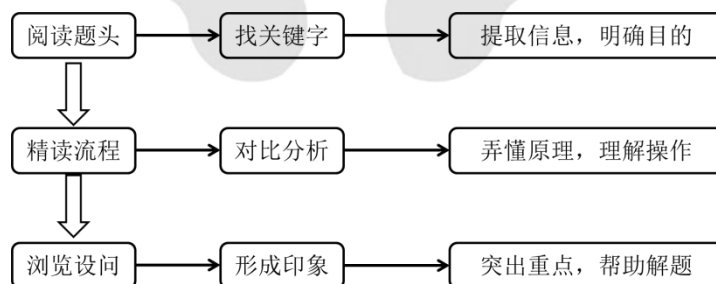 阅读题头
找关键字
提取信息，明确目的
精读流程
对比分析
弄懂原理，理解操作
浏览设问
形成印象
突出重点，帮助解题